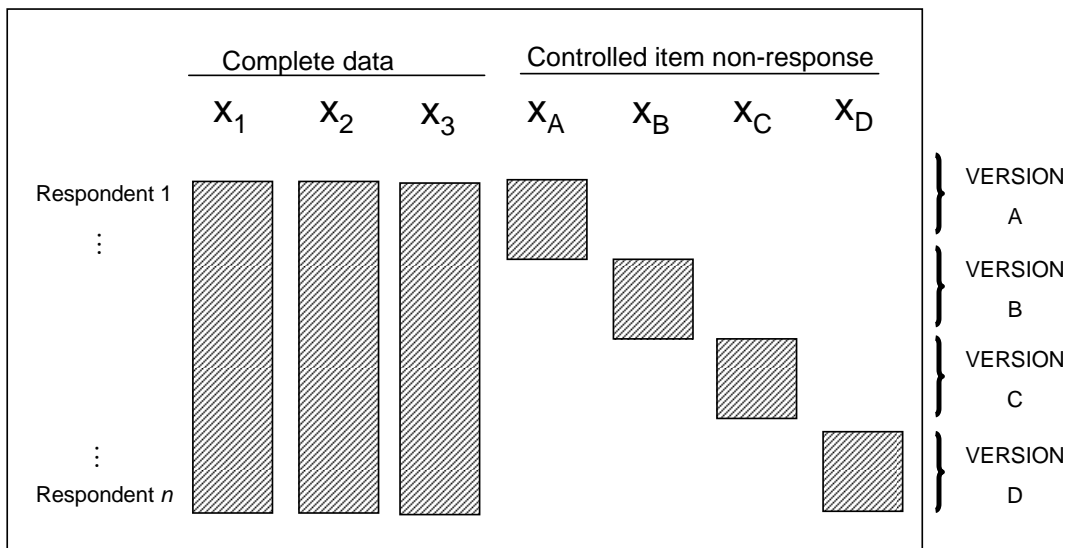 Complete data
Controlled item non-response
x1 x2 x3 xA xB xC xD
Respondent 1
⋮
VERSION
A
VERSION
B
VERSION
C
⋮
Respondent n
VERSION
D